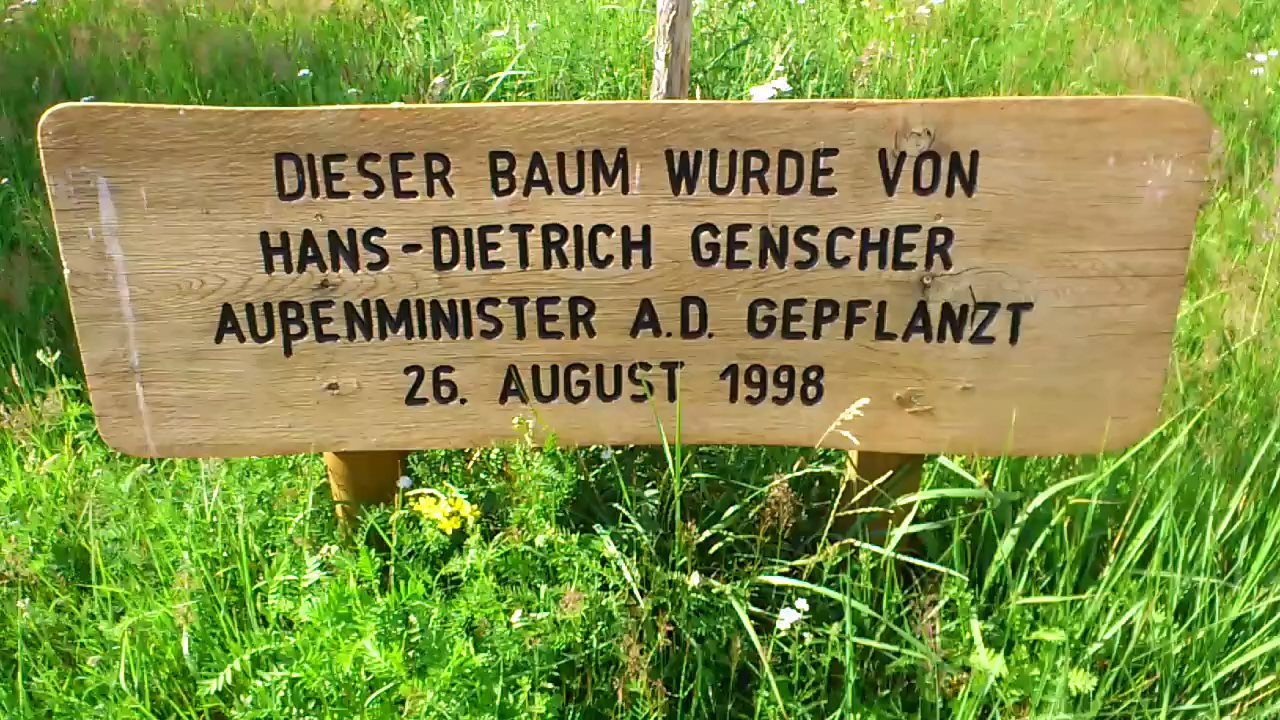 DIESER BAUM WURDE VON
HANS-DIETRICH GENSCHER
AUßENMINISTER A.D. GEPFLANZT
26. AUGUST 1998